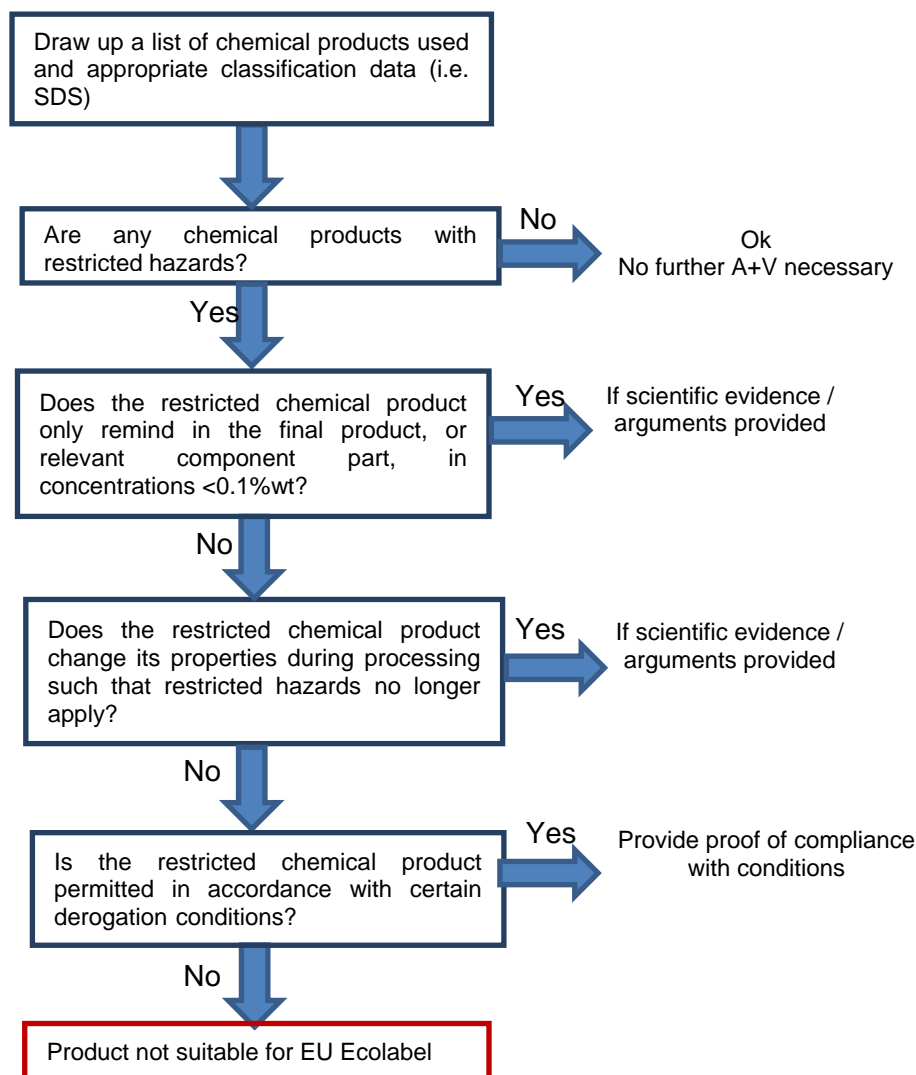 Draw up a list of chemical products used
and appropriate classification data (i.e.
SDS)
Are any chemical products with
restricted hazards?
No
Ok
No further A+V necessary
Yes
Does the restricted chemical product
only remind in the final product, or
relevant component part, in
concentrations <0.1%wt?
Yes
If scientific evidence /
arguments provided
No
Does the restricted chemical product
change its properties during processing
such that restricted hazards no longer
apply?
Yes
If scientific evidence /
arguments provided
No
Is the restricted chemical product
permitted in accordance with certain
derogation conditions?
Yes
Provide proof of compliance
with conditions
No
Product not suitable for EU Ecolabel